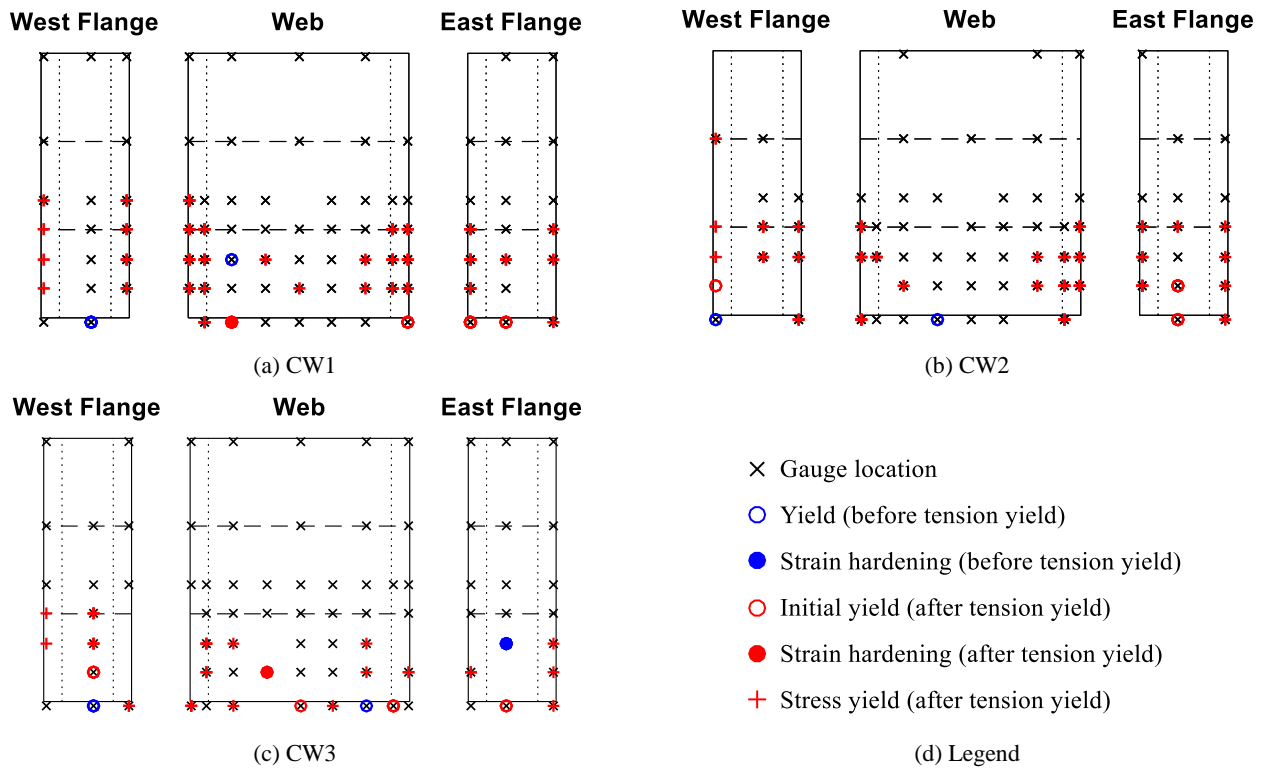 West Flange Web East Flange
West Flange Web East Flange
(a) CW1
(b) CW2
West Flange Web East Flange
Gauge location
Yield (before tension yield)
Strain hardening (before tension yield)
Initial yield (after tension yield)
Strain hardening (after tension yield)
Stress yield (after tension yield)
(c) CW3
(d) Legend